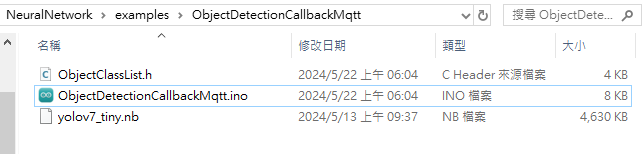 NeuralNetwork > examples > ObjectDetectionCallbackMqtt
搜尋 ObjectDete...
名稱 修改日期 類型 大小
ObjectClassList.h 2024/5/22 上午 06:04 C Header 來源檔案 4 KB
ObjectDetectionCallbackMqtt.ino 2024/5/22 上午 06:04 INO 檔案 8 KB
yolov7_tiny.nb 2024/5/13 上午 09:37 NB 檔案 4,630 KB